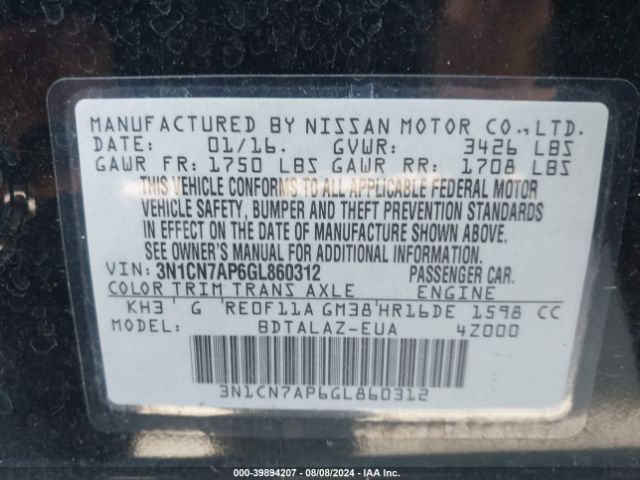 MANUFACTURED BY NISSAN MOTOR CO., LTD.
DATE: 01/16. GVWR: 3426 LBS
GAWR FR: 1750 LBS GAWR RR: 1708 LBS
THIS VEHICLE CONFORMS TO ALL APPLICABLE FEDERAL MOTOR
VEHICLE SAFETY, BUMPER AND THEFT PREVENTION STANDARDS
IN EFFECT ON THE DATE OF MANUFACTURE SHOWN ABOVE.
SEE OWNER'S MANUAL FOR ADDITIONAL INFORMATION.
VIN: 3N1CN7AP6GL860312 PASSENGER CAR.
COLOR TRIM TRANS AXLE ENGINE
KH3 G RE0F11A GM38 HR16DE 1598 CC
MODEL: BDTALAZ-EUA 4Z000
3N1CN7AP6GL860312
000-39894207 - 08/08/2024 - IAA Inc.